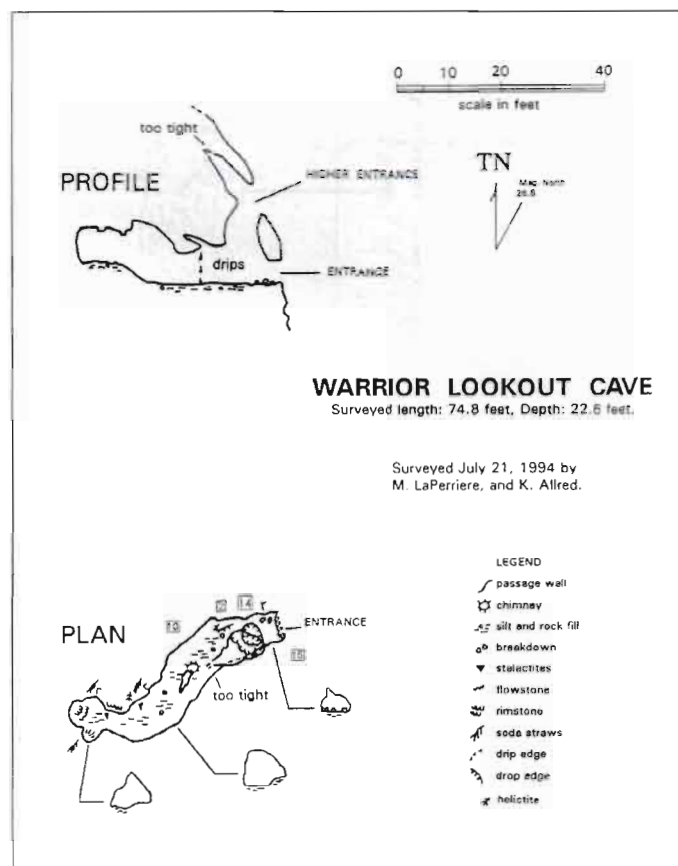 0 10 20 40
scale in feet
too tight
TN
PROFILE
HIGHER ENTRANCE
Mag. North
drips
ENTRANCE
WARRIOR LOOKOUT CAVE
Surveyed length: 74.8 feet, Depth: 22.6 feet.
Surveyed July 21, 1994 by
M. LaPerriere, and K. Allred.
LEGEND
passage wall
chimney
silt and rock fill
breakdown
stalactites
flowstone
rimstone
soda straws
drip edge
drop edge
helictite
PLAN
14
ENTRANCE
too tight